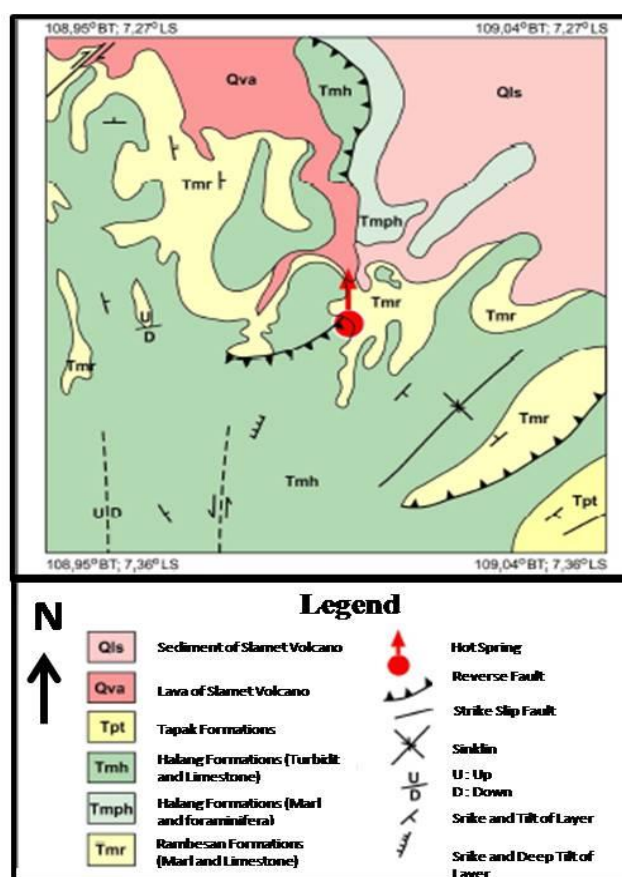 108,95°BT; 7,27°LS 109,04°BT; 7,27°LS
Qva
Tmh
Qls
Tmr
Tmph
Tmr
Tmr
U
D
Tmr
Tmr
Tmh
U D
Tpt
108,95°BT; 7,36°LS 109,04°BT; 7,36°LS
N
Legend
Qls Sediment of Slamet Volcano
Qva Lava of Slamet Volcano
Tpt Tapak Formations
Tmh Halang Formations (Turbidit
and Limestone)
Tmph Halang Formations (Marl
and foraminifera)
Tmr Rambesan Formations
(Marl and Limestone)
Hot Spring
Reverse Fault
Strike Slip Fault
Sinklin
U
D
U : Up
D : Down
Srike and Tilt of Layer
Srike and Deep Tilt of
Layer